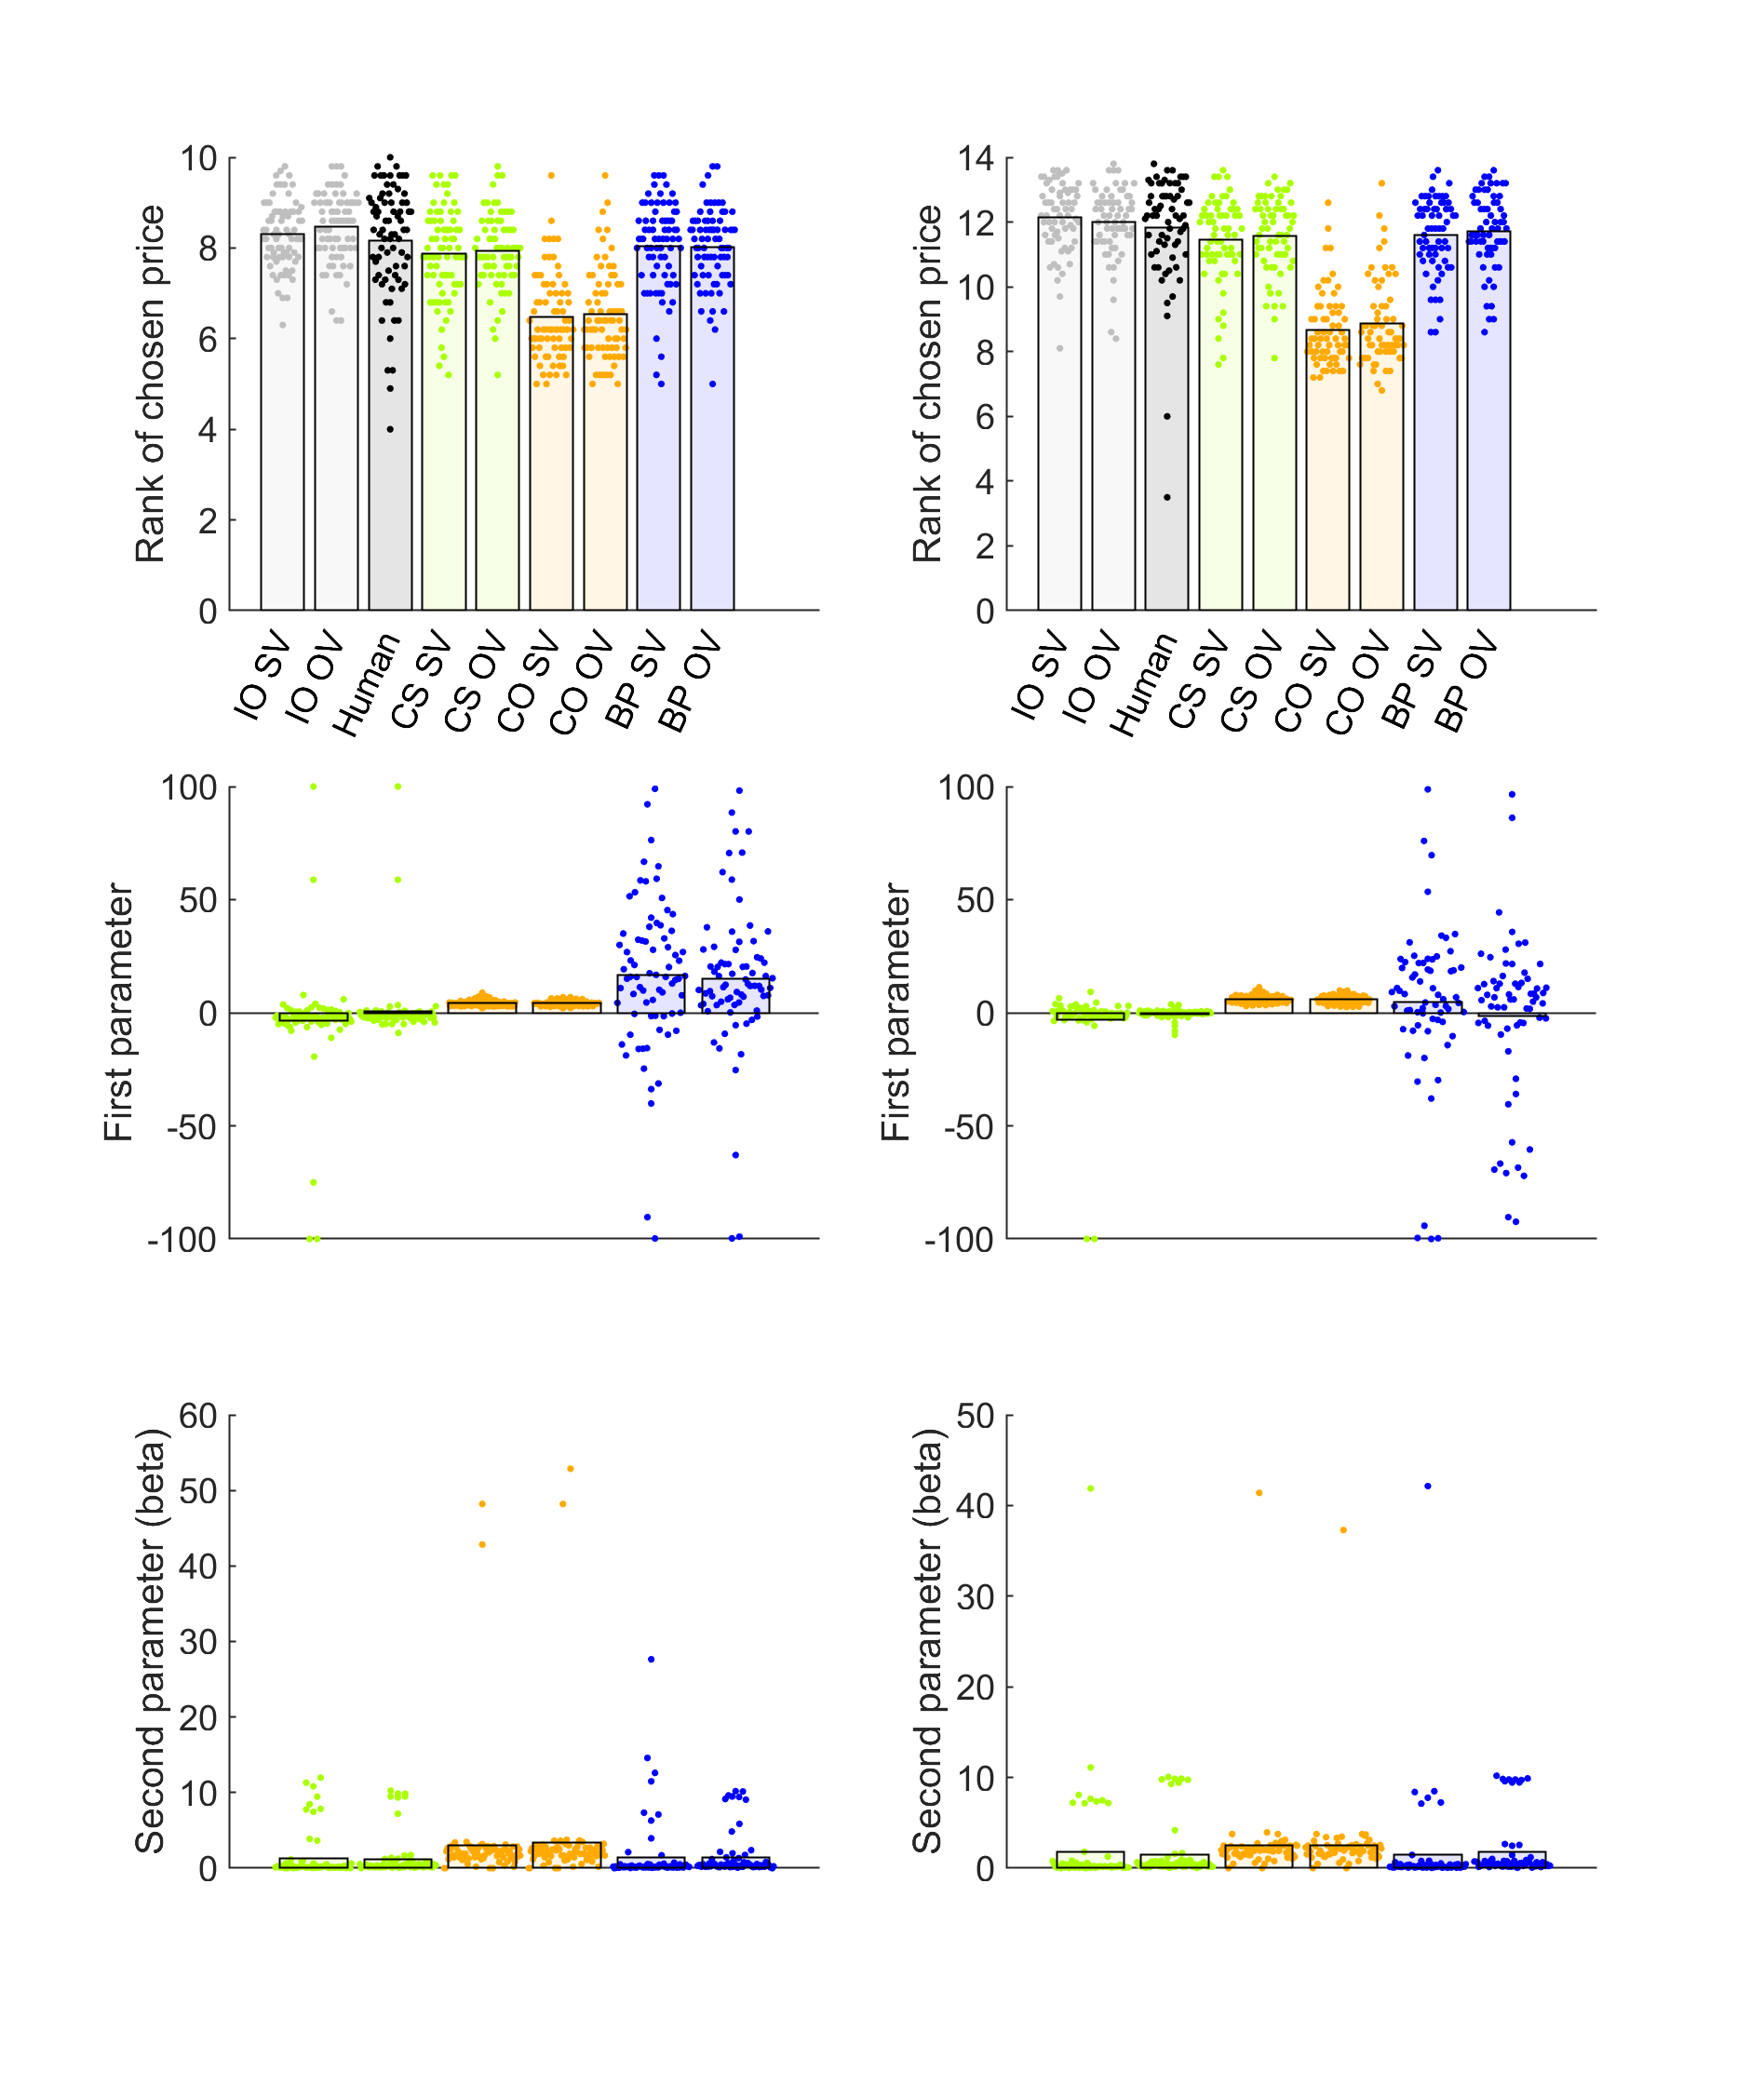 10
8
6
4
2
0
Rank of chosen price
IO SV
IO OV
Human
CS SV
CS OV
CO SV
CO OV
BP SV
BP OV
14
12
10
8
6
4
2
0
Rank of chosen price
IO SV
IO OV
Human
CS SV
CS OV
CO SV
CO OV
BP SV
BP OV
100
50
0
-50
-100
First parameter
100
50
0
-50
-100
First parameter
60
50
40
30
20
10
0
Second parameter (beta)
50
40
30
20
10
0
Second parameter (beta)